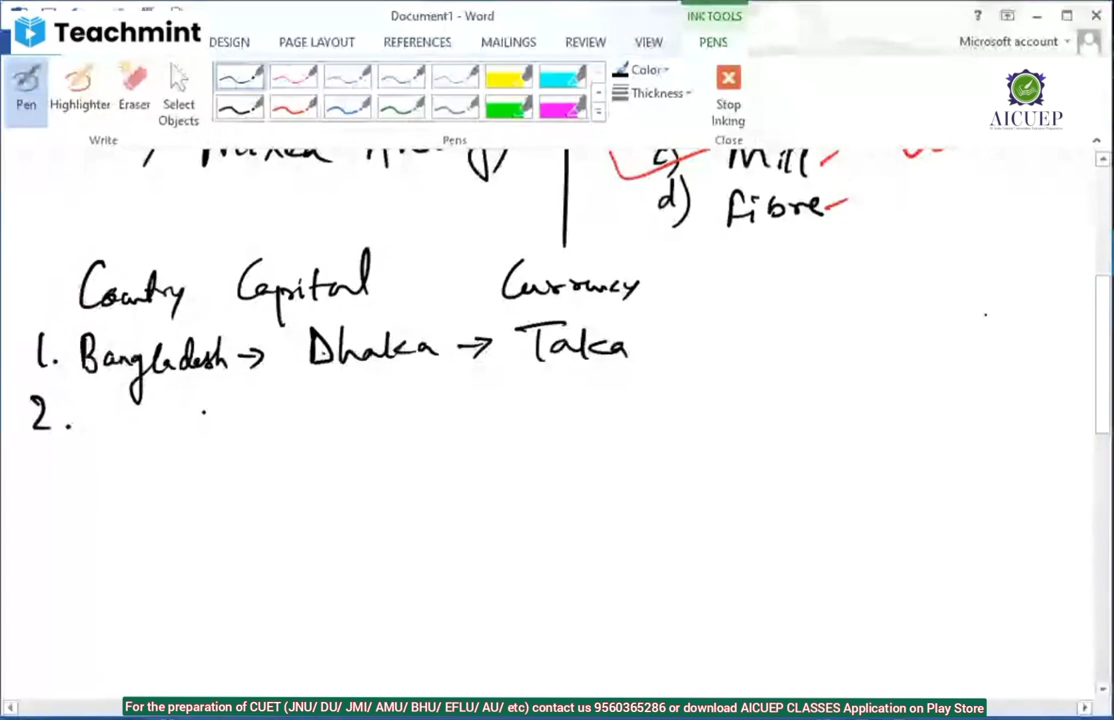 Document1 - Word
INK TOOLS
Teachmint
DESIGN PAGE LAYOUT REFERENCES MAILINGS REVIEW VIEW PENS
Microsoft account
Pen Highlighter Eraser Select Objects
Color
Thickness
Stop Inking
Write Pens Close
AICUEP
c) Mill
d) fibre
Country Capital Currency
1. Bangladesh → Dhaka → Taka
2.
For the preparation of CUET (JNU/ DU/ JMI/ AMU/ BHU/ EFLU/ AU/ etc) contact us 9560365286 or download AICUEP CLASSES Application on Play Store